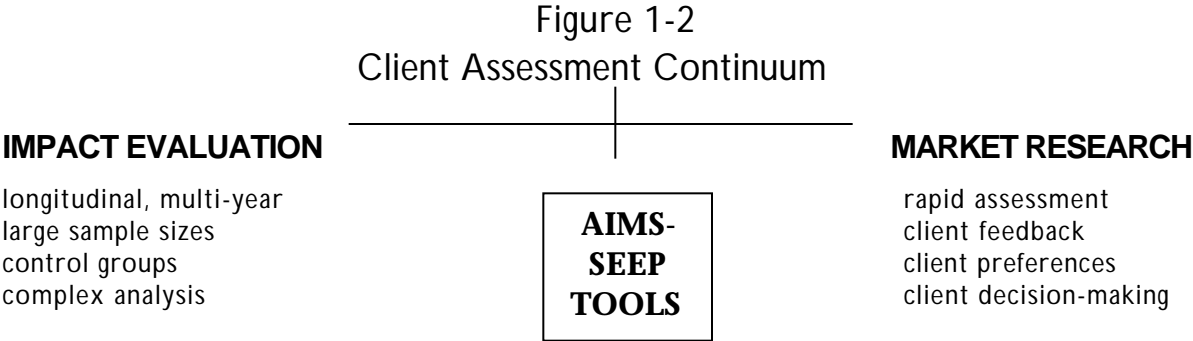 Figure 1-2
Client Assessment Continuum
IMPACT EVALUATION
longitudinal, multi-year
large sample sizes
control groups
complex analysis
AIMS-
SEEP
TOOLS
MARKET RESEARCH
rapid assessment
client feedback
client preferences
client decision-making